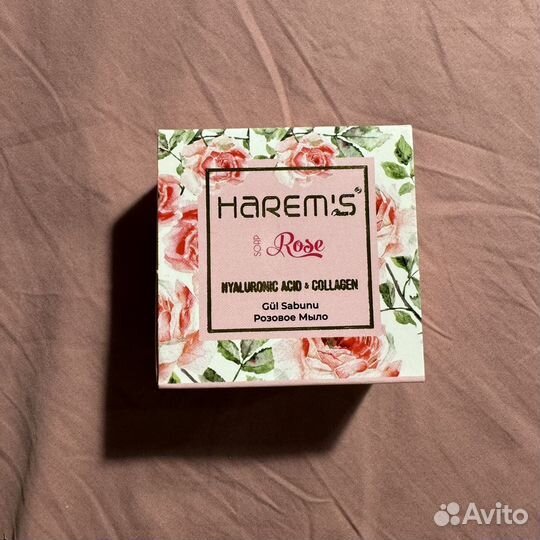 HAREM'S®
SOAP Rose
HYALURONIC ACID & COLLAGEN
Gül Sabunu
Розовое Мыло
Avito